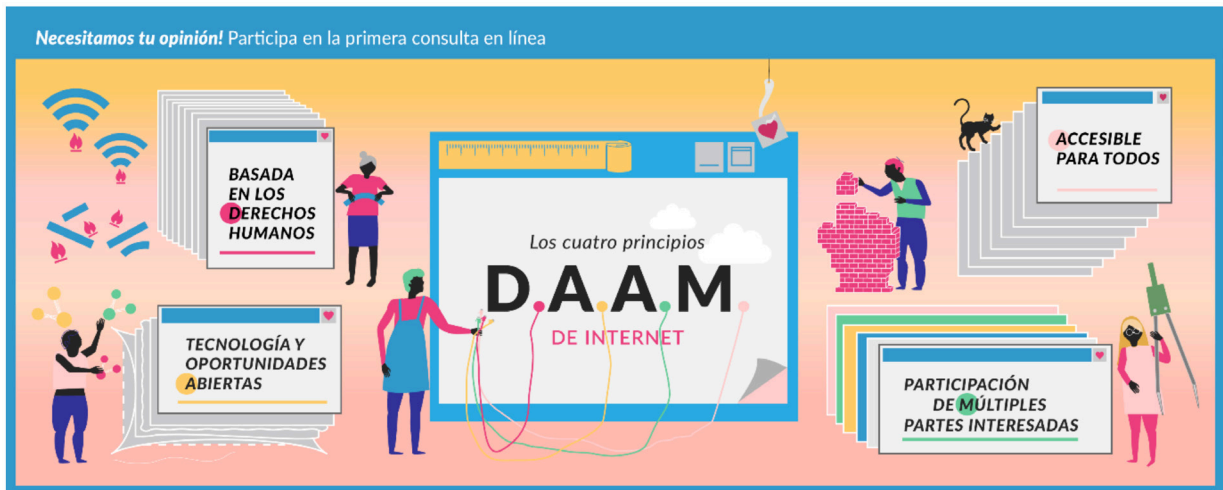 Necesitamos tu opinión! Participa en la primera consulta en línea
BASADA
EN LOS
DERECHOS
HUMANOS
TECNOLOGÍA Y
OPORTUNIDADES
ABIERTAS
Los cuatro principios
D.A.A.M.
DE INTERNET
ACCESIBLE
PARA TODOS
PARTICIPACIÓN
DE MÚLTIPLES
PARTES INTERESADAS